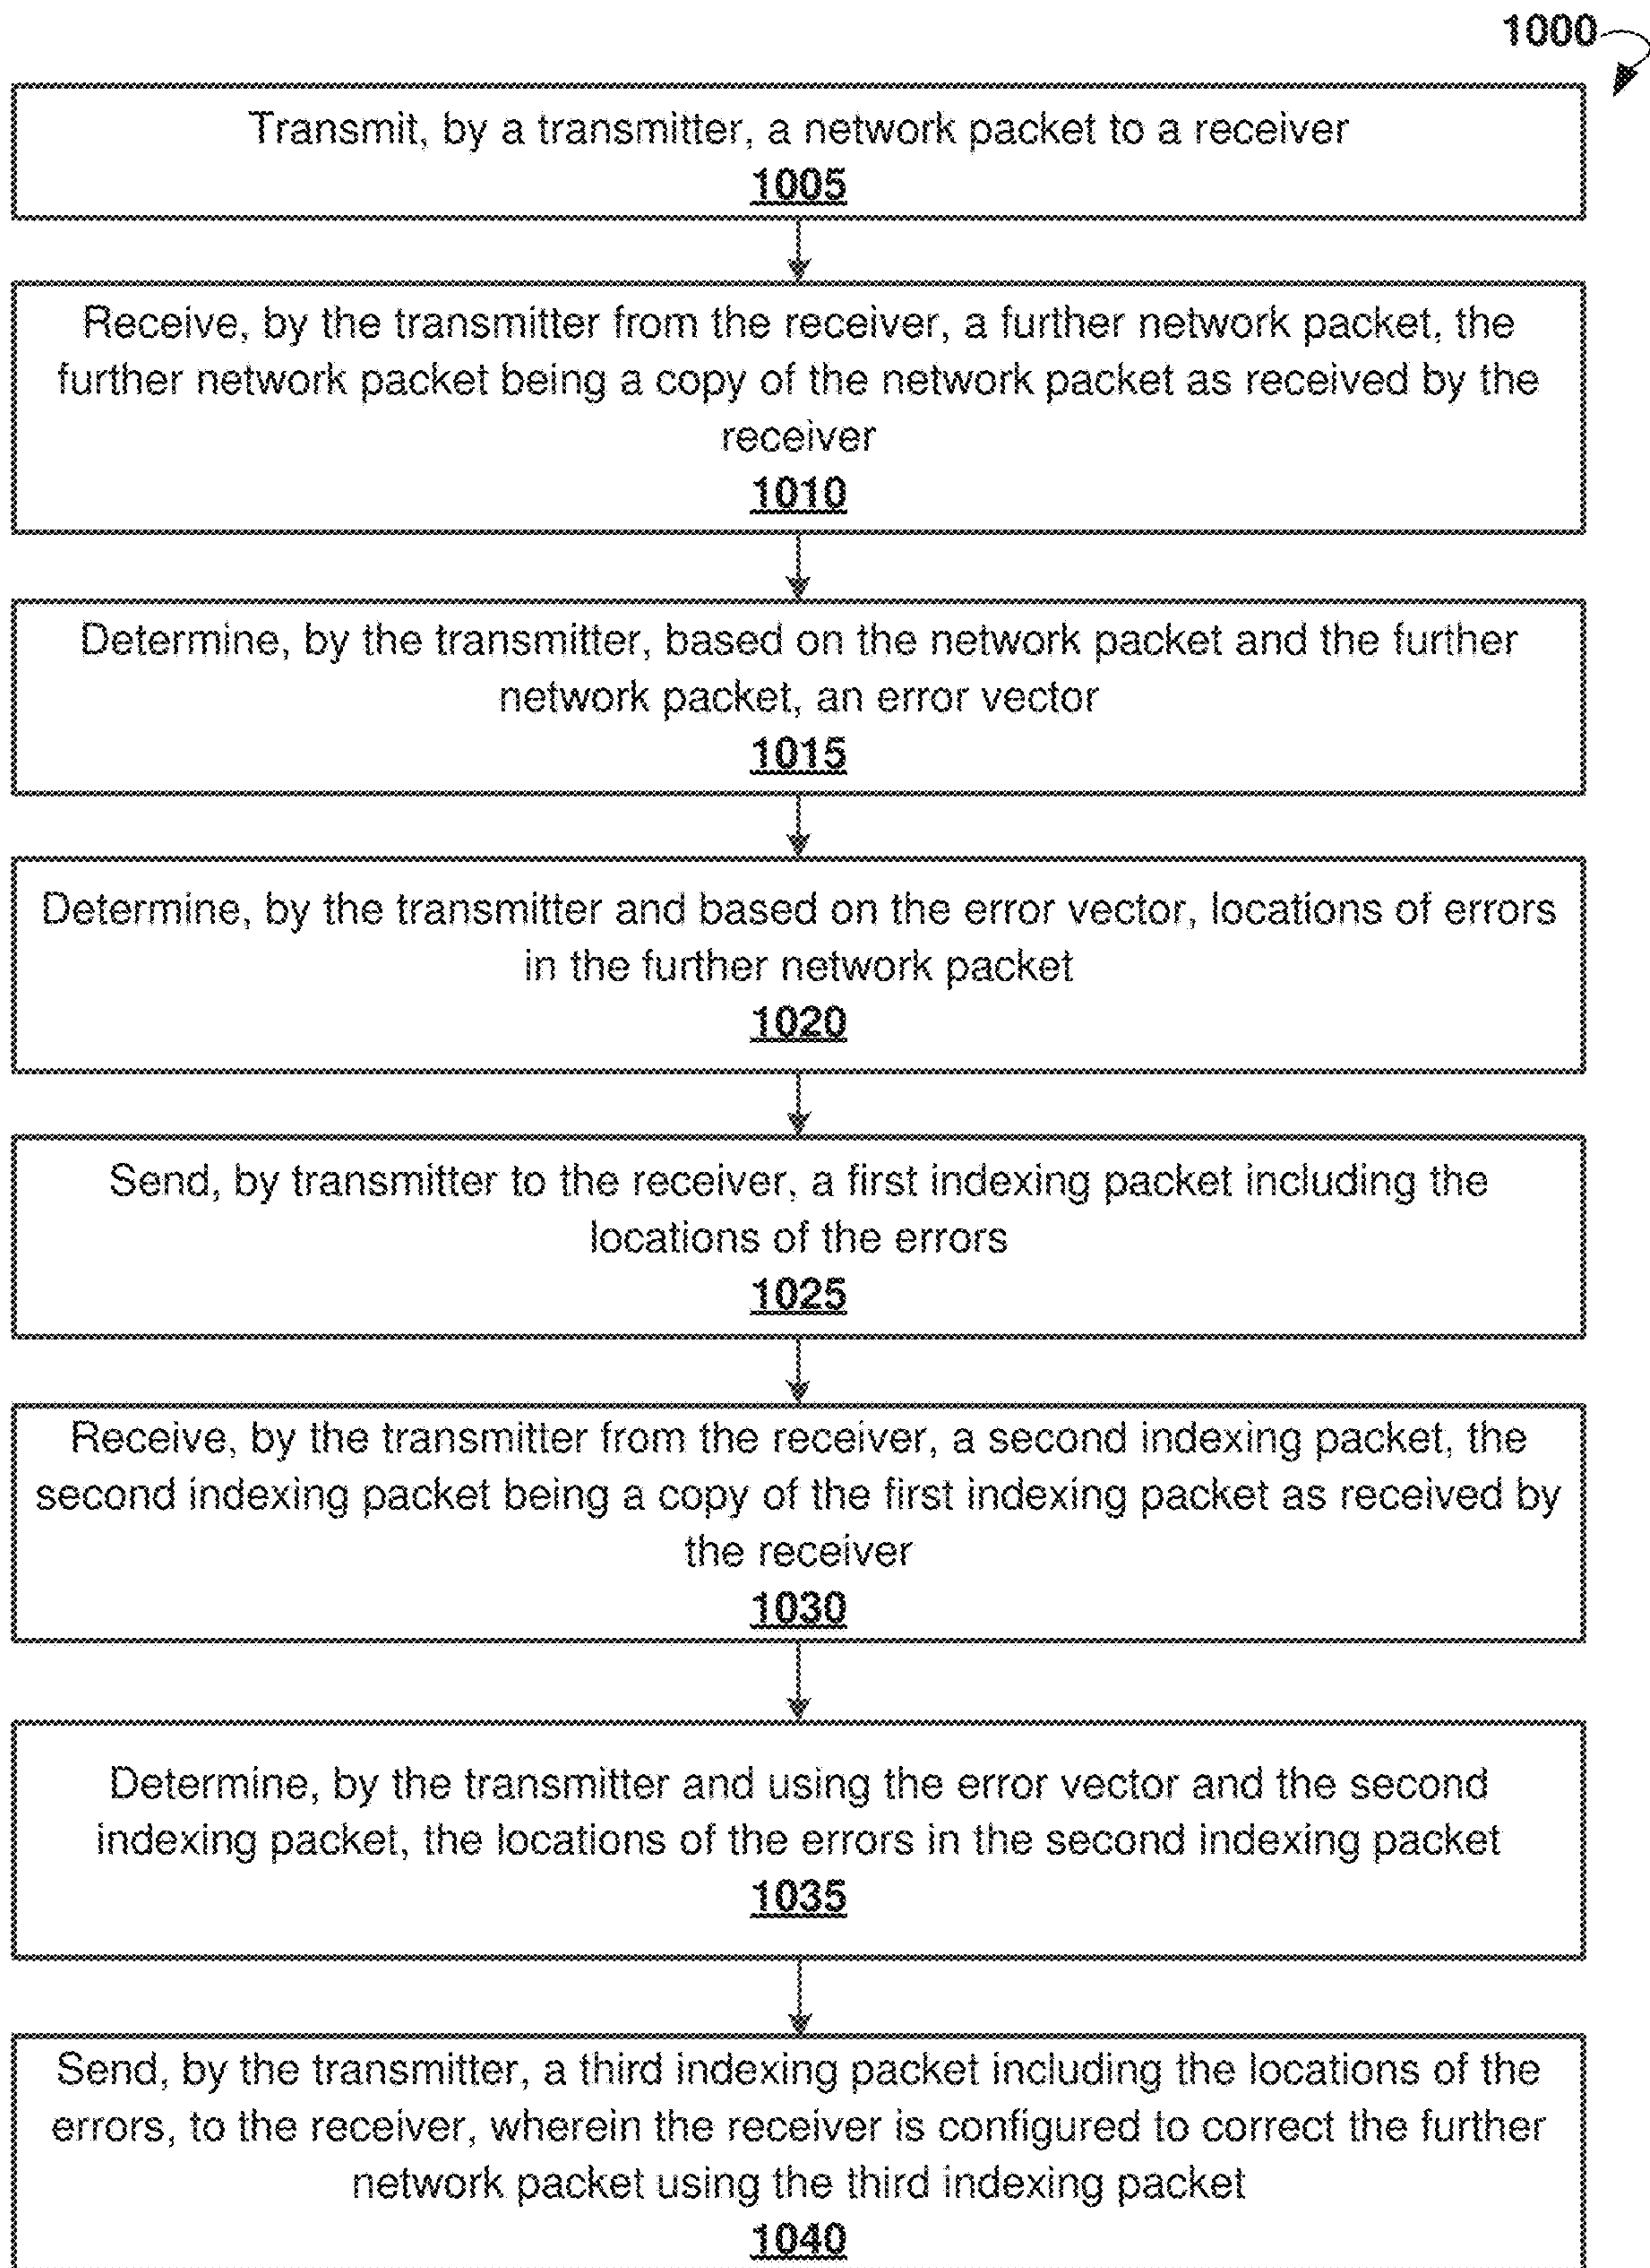 1000
Transmit, by a transmitter, a network packet to a receiver
1005
Receive, by the transmitter from the receiver, a further network packet, the
further network packet being a copy of the network packet as received by the
receiver
1010
Determine, by the transmitter, based on the network packet and the further
network packet, an error vector
1015
Determine, by the transmitter and based on the error vector, locations of errors
in the further network packet
1020
Send, by transmitter to the receiver, a first indexing packet including the
locations of the errors
1025
Receive, by the transmitter from the receiver, a second indexing packet, the
second indexing packet being a copy of the first indexing packet as received by
the receiver
1030
Determine, by the transmitter and using the error vector and the second
indexing packet, the locations of the errors in the second indexing packet
1035
Send, by the transmitter, a third indexing packet including the locations of the
errors, to the receiver, wherein the receiver is configured to correct the further
network packet using the third indexing packet
1040